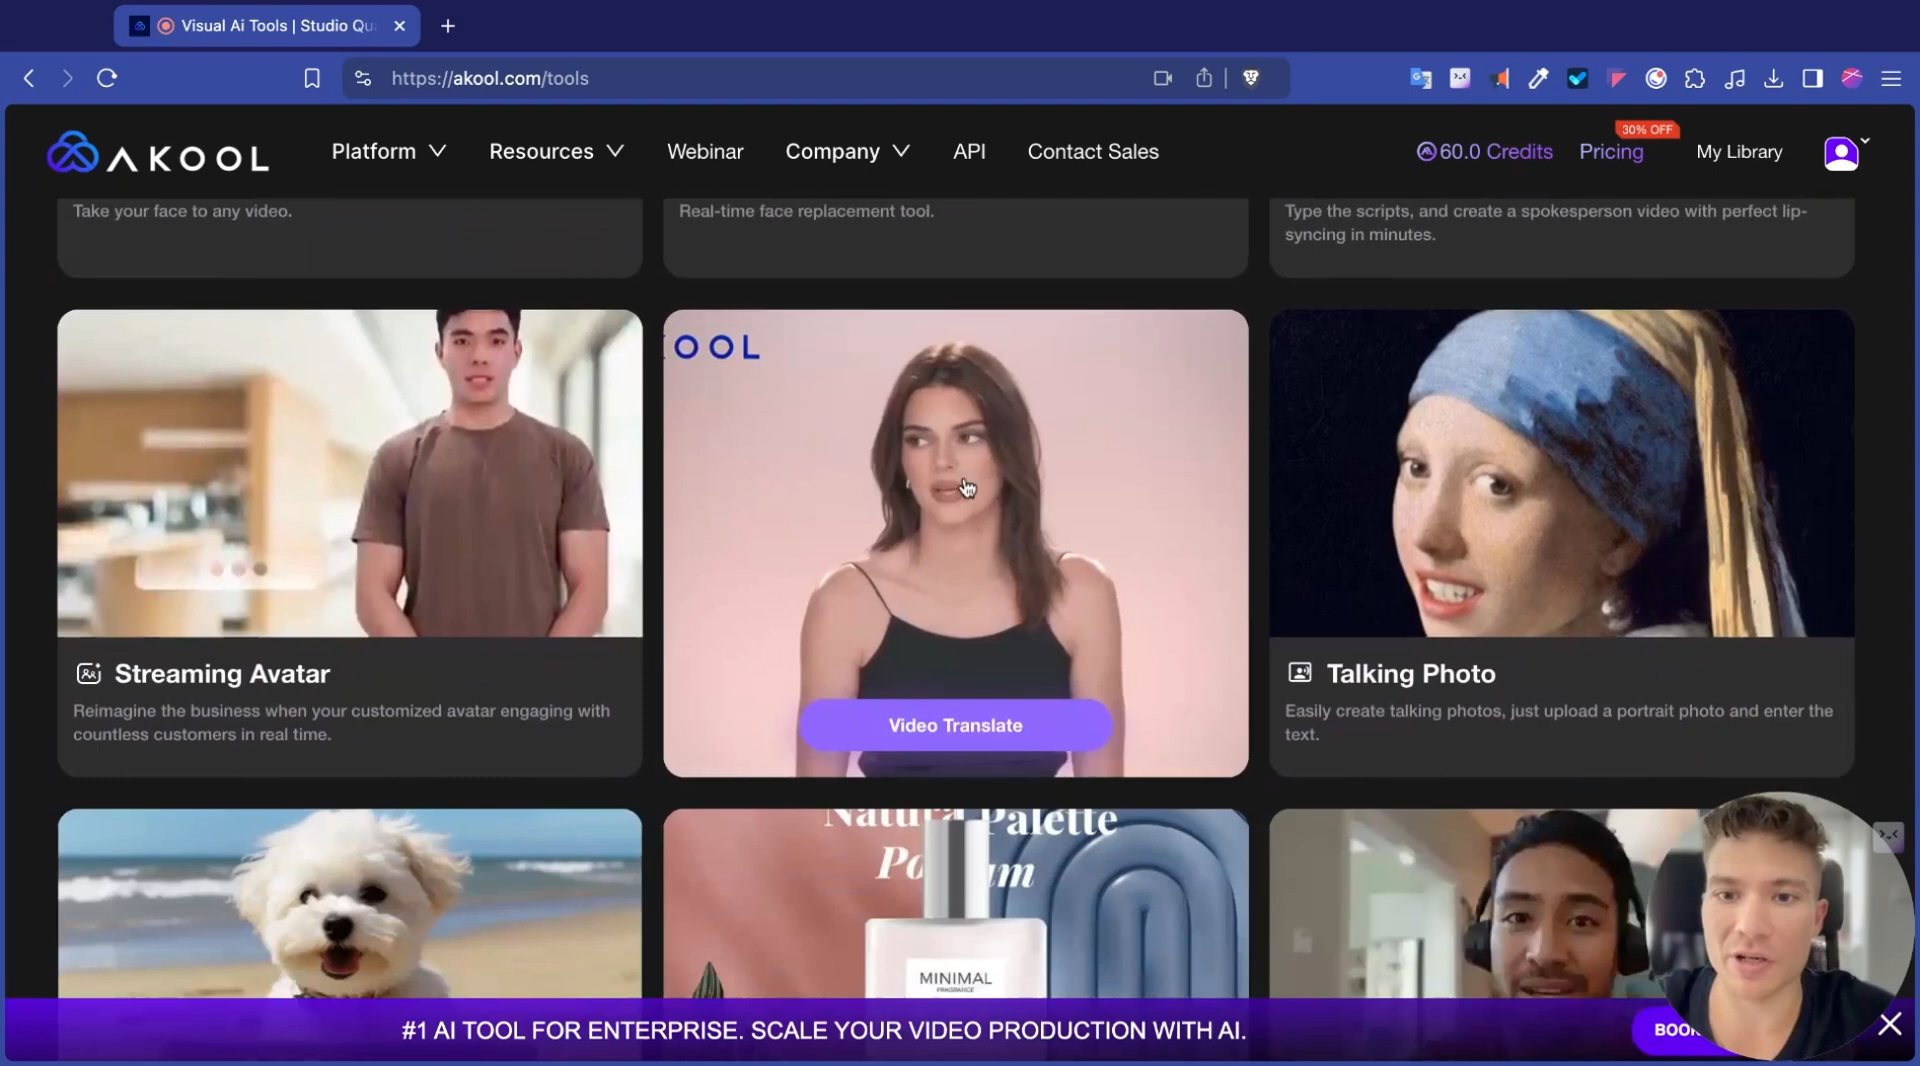 Visual Ai Tools | Studio Qu
https://akool.com/tools
AKOOL
Platform
Resources
Webinar
Company
API
Contact Sales
60.0 Credits
Pricing
30% OFF
My Library
Take your face to any video.
Real-time face replacement tool.
Type the scripts, and create a spokesperson video with perfect lip-
syncing in minutes.
OOL
Video Translate
Streaming Avatar
Reimagine the business when your customized avatar engaging with
countless customers in real time.
Talking Photo
Easily create talking photos, just upload a portrait photo and enter the
text.
Natural Palette
MINIMAL
FRAGRANCE
#1 AI TOOL FOR ENTERPRISE. SCALE YOUR VIDEO PRODUCTION WITH AI.
BOOK